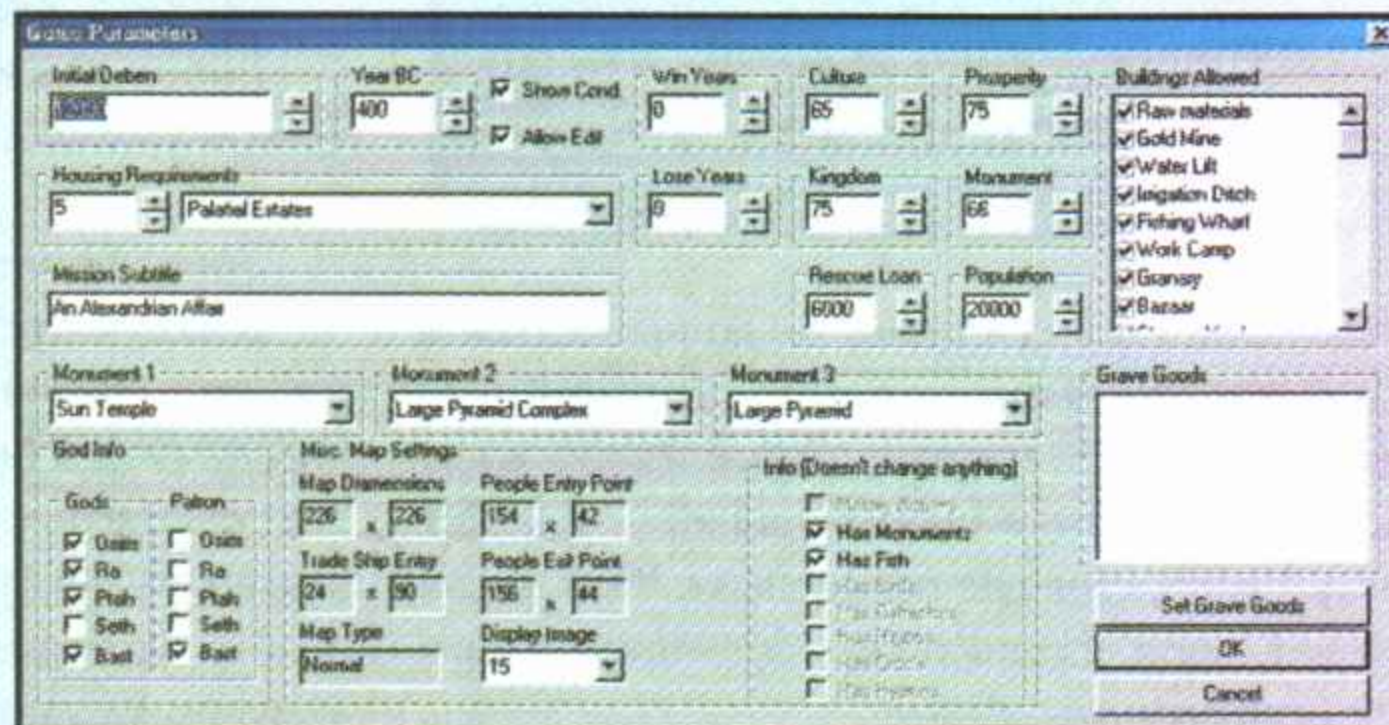 Game Parameters
Initial Deben
Year BC
400
Show Cond.
Allow Edit
Win Years
0
Culture
65
Prosperity
75
Buildings Allowed
Raw materials
Gold Mine
Water Lift
Irrigation Ditch
Fishing Wharf
Work Camp
Granary
Bazaar
Housing Requirements
5
Palatial Estates
Lose Years
0
Kingdom
75
Monument
66
Mission Subtitle
An Alexandrian Affair
Rescue Loan
6000
Population
20000
Monument 1
Sun Temple
Monument 2
Large Pyramid Complex
Monument 3
Large Pyramid
Grave Goods
God Info
Gods
Patron
Osiris Osiris
Ra Ra
Ptah Ptah
Seth Seth
Bast Bast
Misc. Map Settings
Map Dimensions
226 x 226
People Entry Point
154 x 42
Trade Ship Entry
24 x 90
People Exit Point
156 x 44
Map Type
Normal
Display Image
15
Info (Doesn't change anything)
Has Monuments
Has Fish
Set Grave Goods
OK
Cancel